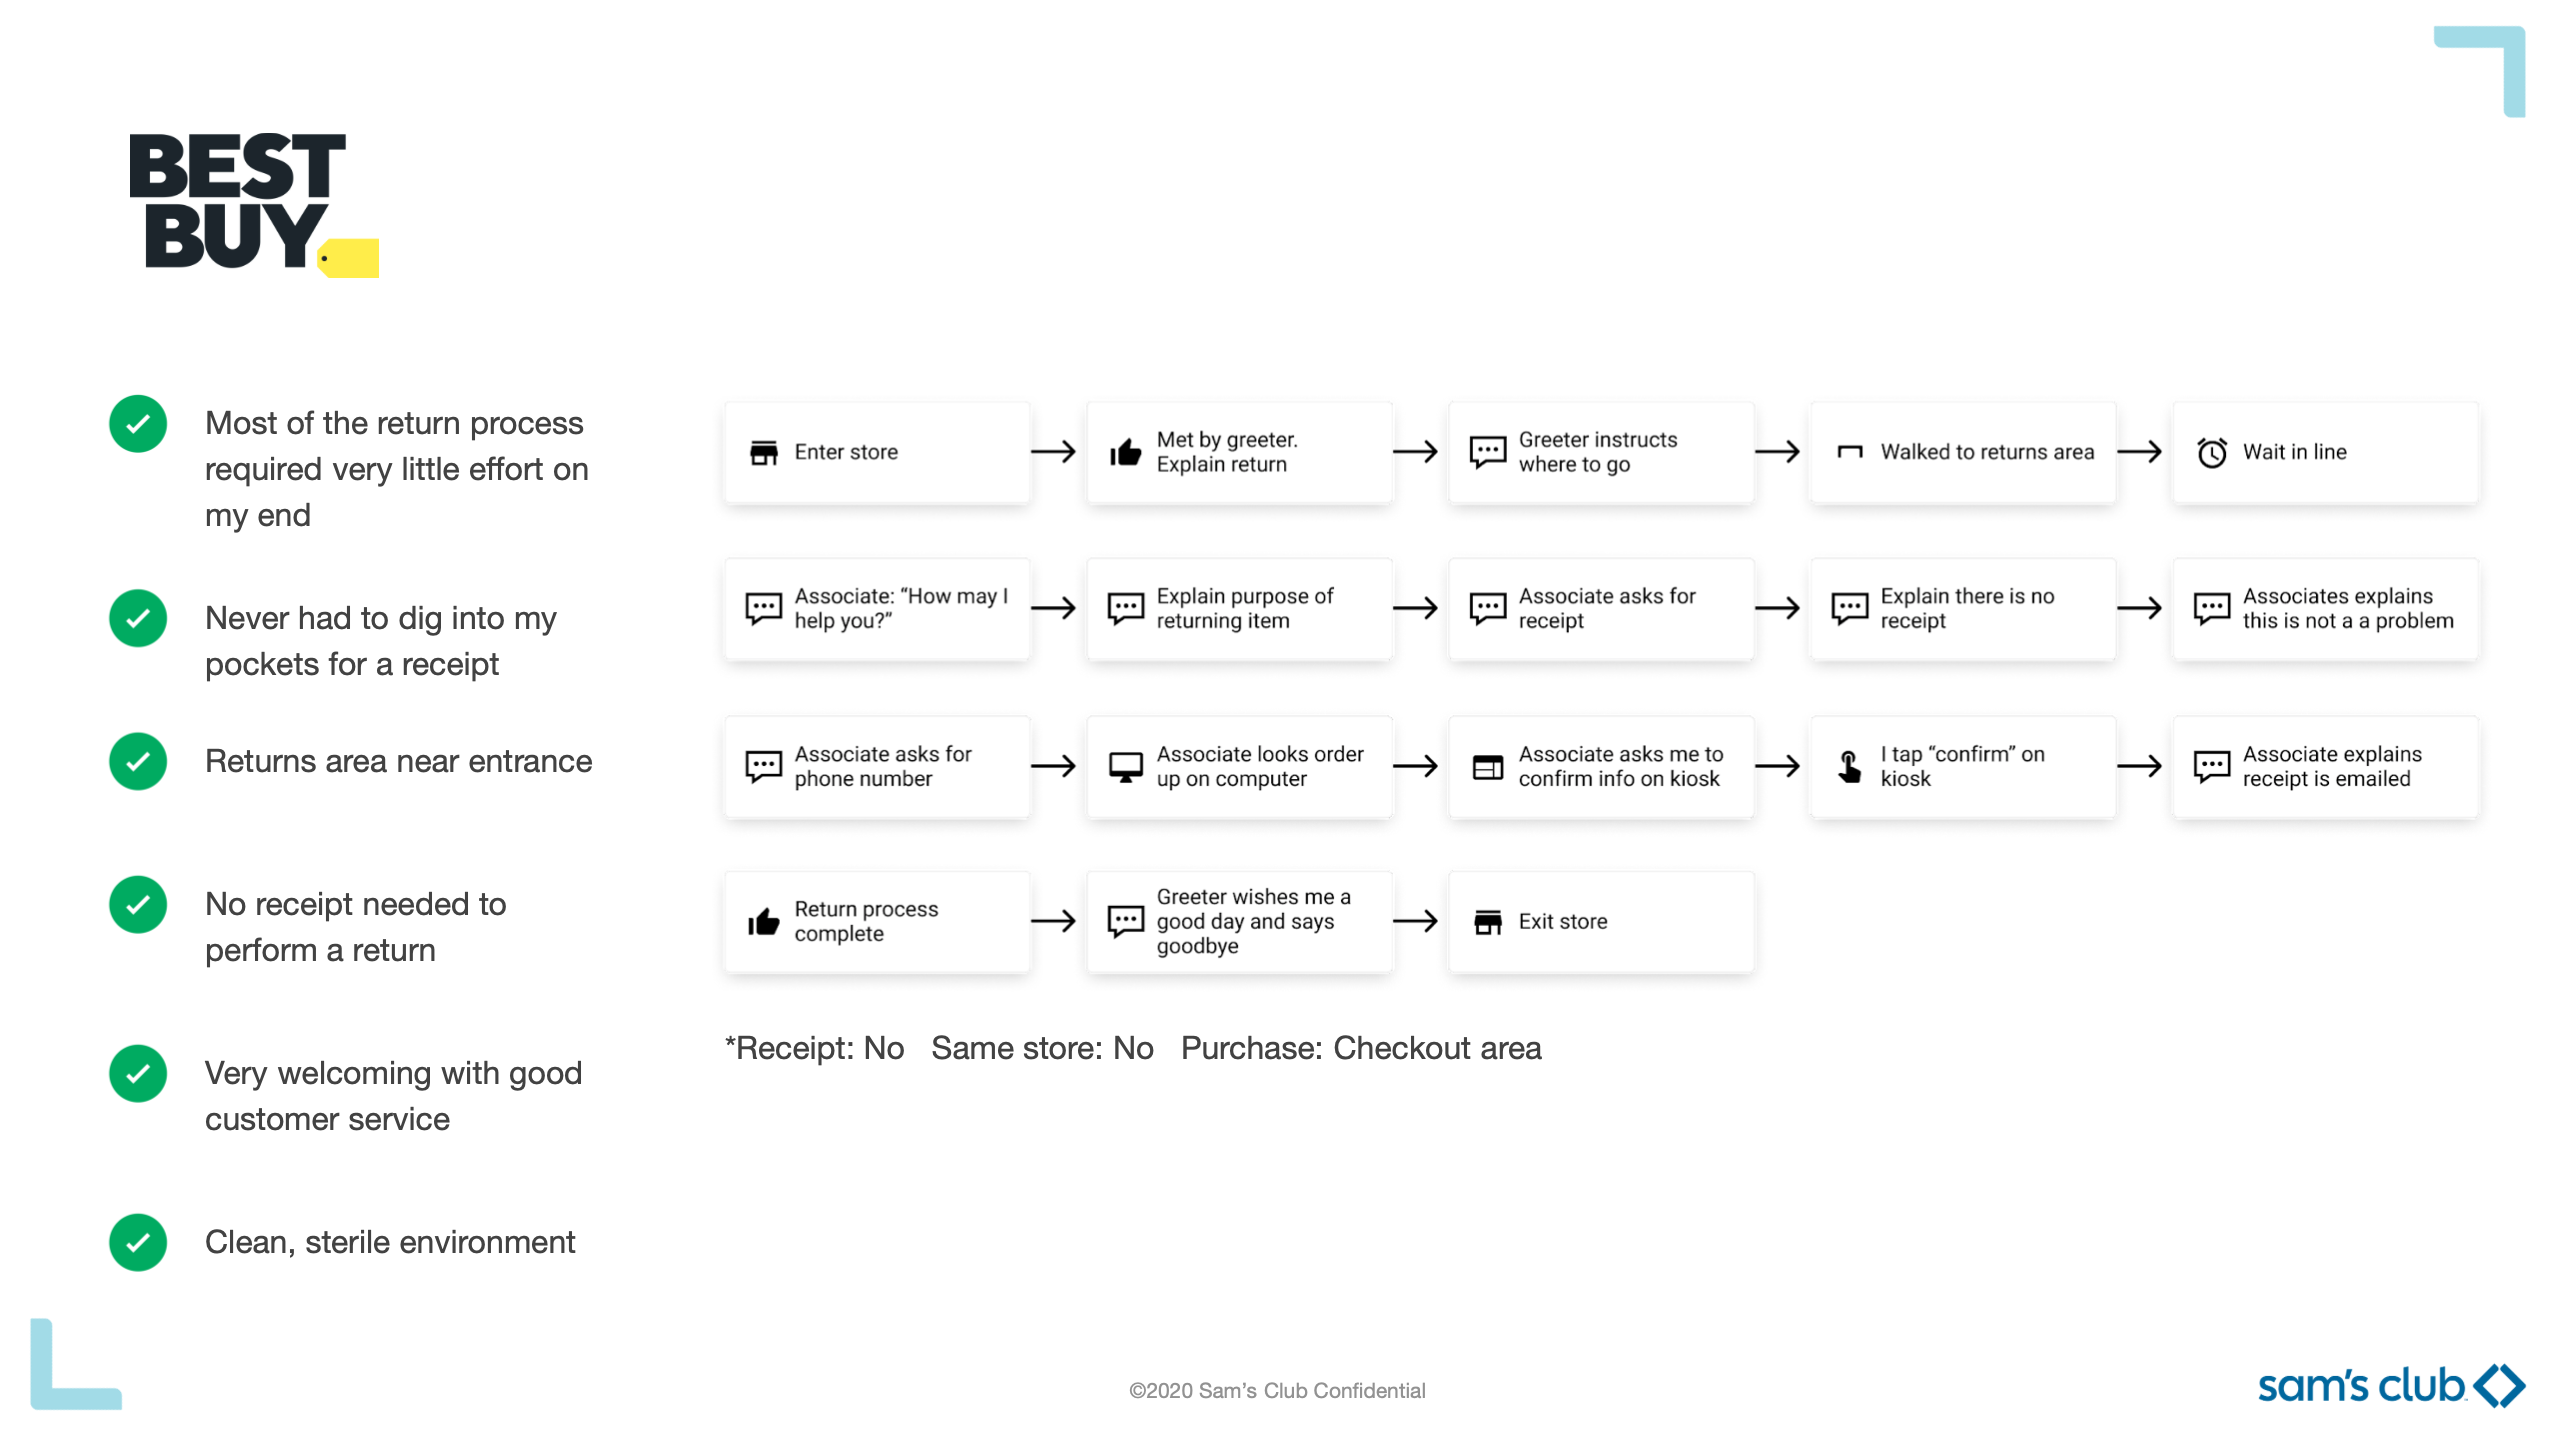 BEST
BUY
Most of the return process
required very little effort on
my end
Never had to dig into my
pockets for a receipt
Returns area near entrance
No receipt needed to
perform a return
Very welcoming with good
customer service
Clean, sterile environment
Enter store
Met by greeter.
Explain return
Greeter instructs
where to go
Walked to returns area
Wait in line
Associate: “How may I
help you?”
Explain purpose of
returning item
Associate asks for
receipt
Explain there is no
receipt
Associates explains
this is not a a problem
Associate asks for
phone number
Associate looks order
up on computer
Associate asks me to
confirm info on kiosk
I tap “confirm” on
kiosk
Associate explains
receipt is emailed
Return process
complete
Greeter wishes me a
good day and says
goodbye
Exit store
*Receipt: No   Same store: No   Purchase: Checkout area
©2020 Sam’s Club Confidential
sam’s club